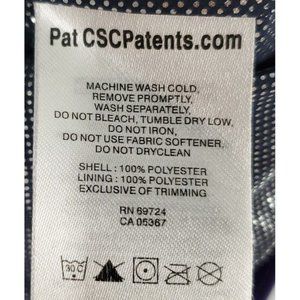 Pat CSCPatents.com
MACHINE WASH COLD,
REMOVE PROMPTLY,
WASH SEPARATELY,
DO NOT BLEACH, TUMBLE DRY LOW,
DO NOT IRON,
DO NOT USE FABRIC SOFTENER.
DO NOT DRYCLEAN
SHELL : 100% POLYESTER
LINING : 100% POLYESTER
EXCLUSIVE OF TRIMMING
RN 69724
CA 05367
30C